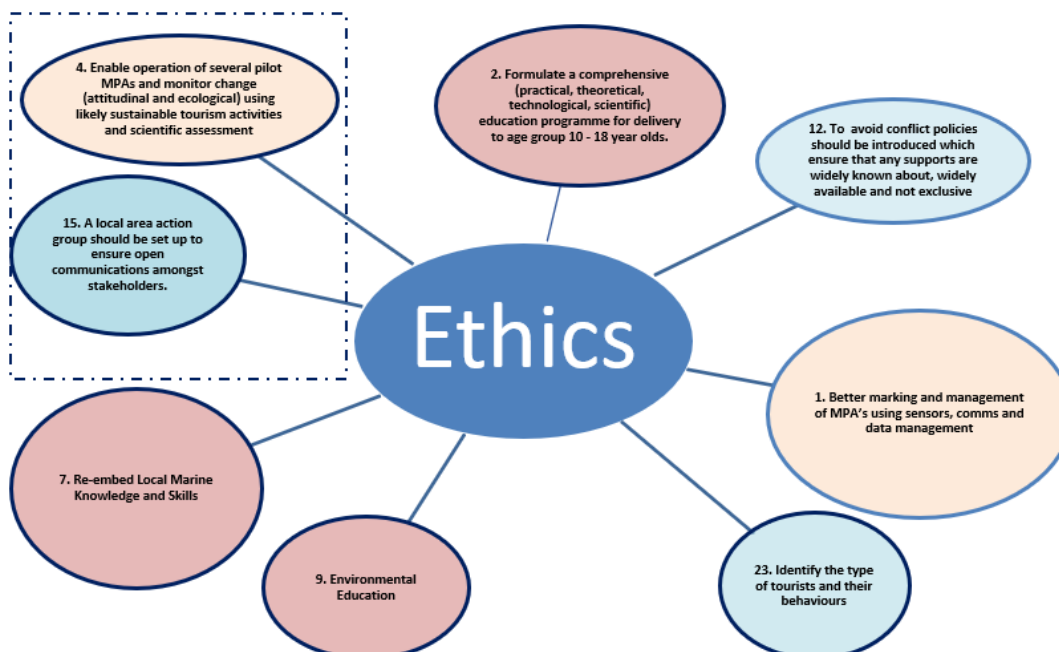 4. Enable operation of several pilot
MPAs and monitor change
(attitudinal and ecological) using
likely sustainable tourism activities
and scientific assessment
2. Formulate a comprehensive
(practical, theoretical,
technological, scientific)
education programme for delivery
to age group 10 - 18 year olds.
12. To avoid conflict policies
should be introduced which
ensure that any supports are
widely known about, widely
available and not exclusive
15. A local area action
group should be set up to
ensure open
communications amongst
stakeholders.
Ethics
1. Better marking and management
of MPA's using sensors, comms and
data management
7. Re-embed Local Marine
Knowledge and Skills
9. Environmental
Education
23. Identify the type
of tourists and their
behaviours